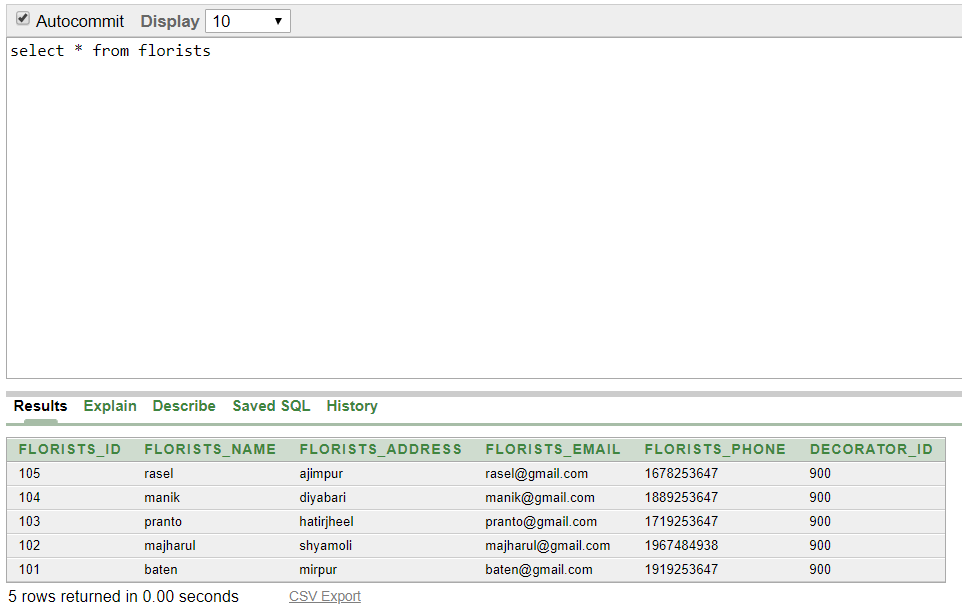 Autocommit Display 10
select * from florists
Results Explain Describe Saved SQL History
FLORISTS_ID FLORISTS_NAME FLORISTS_ADDRESS FLORISTS_EMAIL FLORISTS_PHONE DECORATOR_ID
105 rasel ajimpur rasel@gmail.com 1678253647 900
104 manik diyabari manik@gmail.com 1889253647 900
103 pranto hatirjheel pranto@gmail.com 1719253647 900
102 majharul shyamoli majharul@gmail.com 1967484938 900
101 baten mirpur baten@gmail.com 1919253647 900
5 rows returned in 0.00 seconds CSV Export